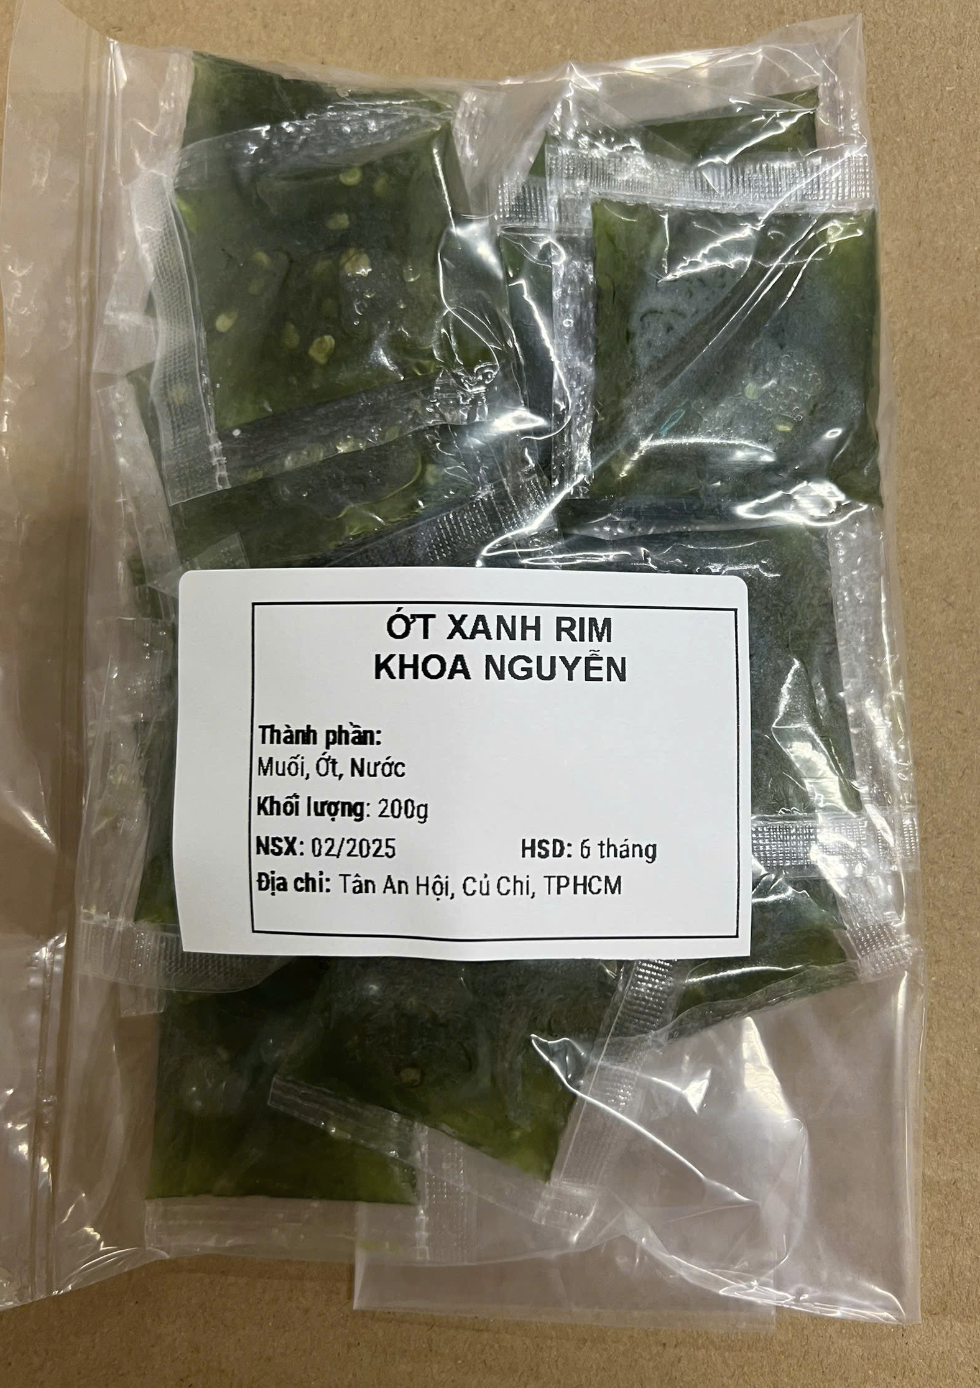 ỚT XANH RIM
KHOA NGUYỄN
Thành phần:
Muối, Ớt, Nước
Khối lượng: 200g
NSX: 02/2025 HSD: 6 tháng
Địa chỉ: Tân An Hội, Củ Chi, TPHCM